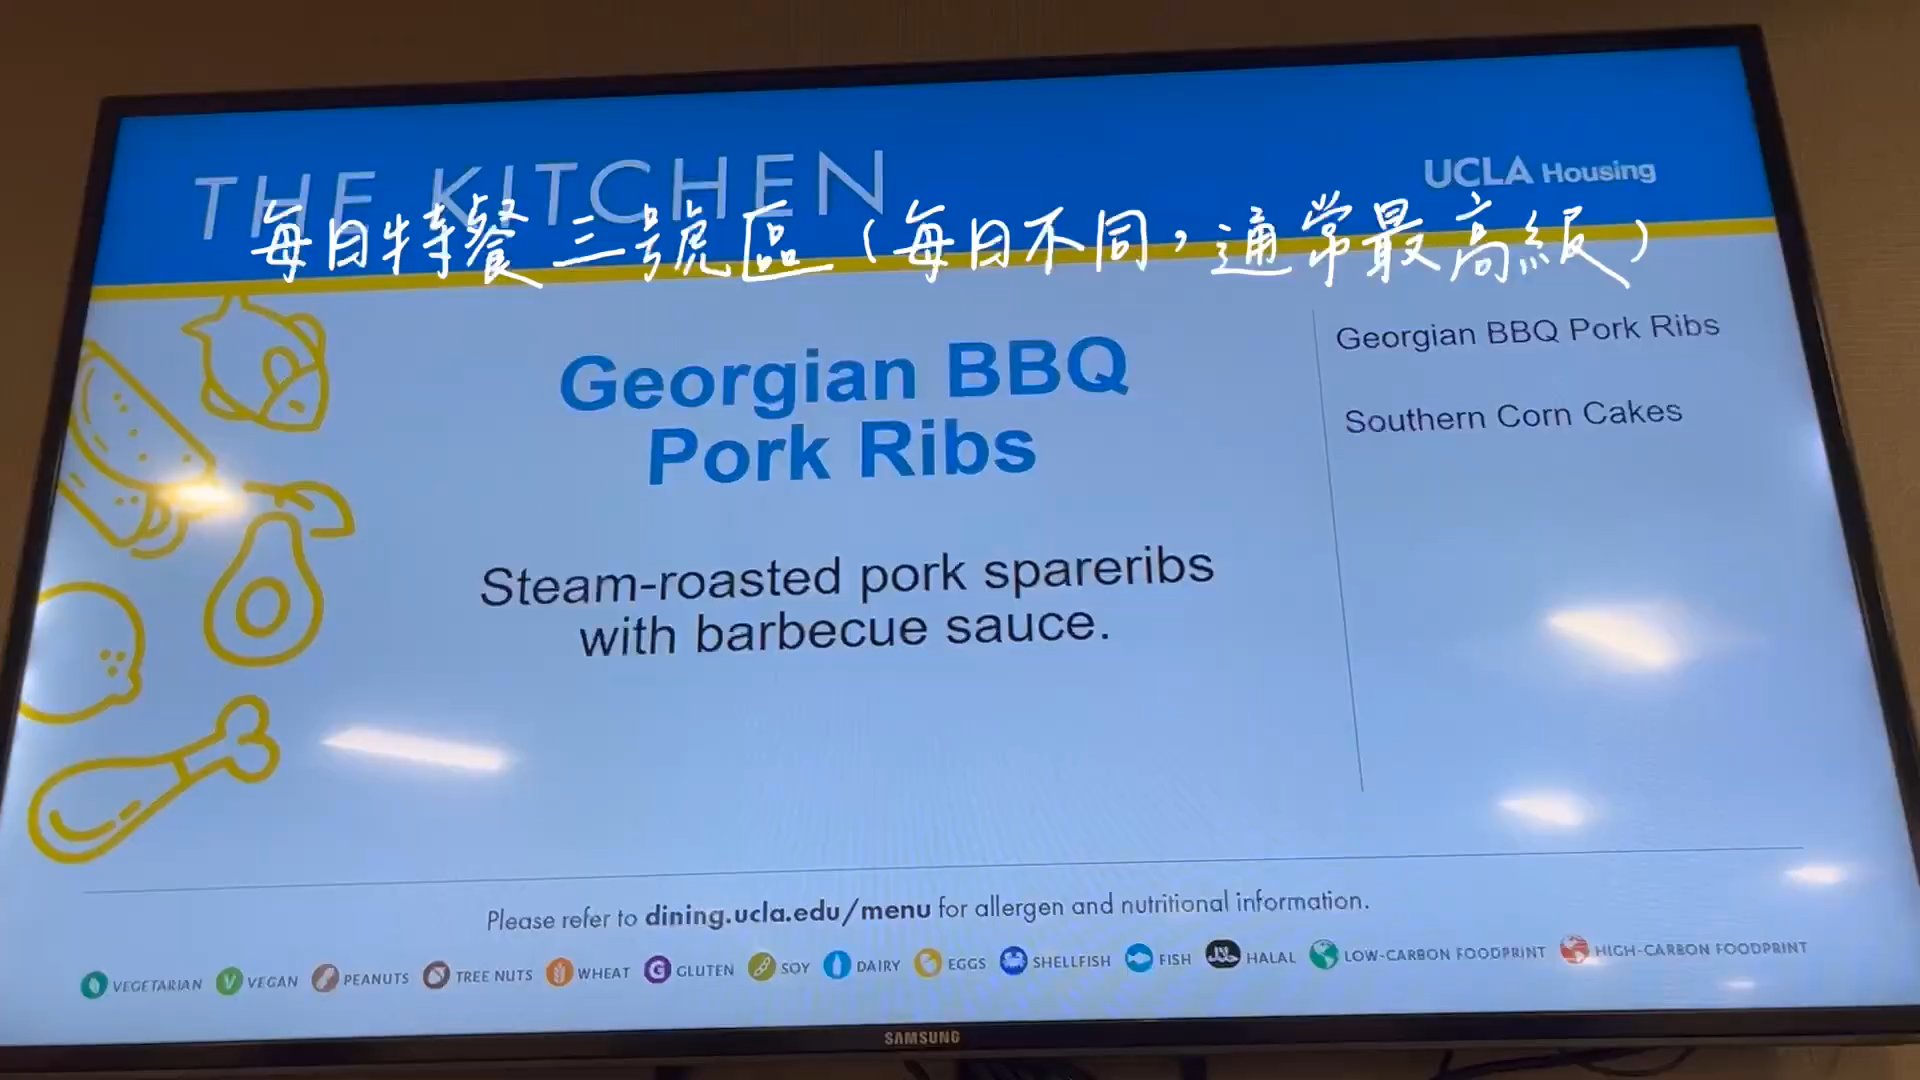 THE KITCHEN
UCLA Housing
每日特餐三號區（每日不同，通常最高級）
Georgian BBQ
Pork Ribs
Steam-roasted pork spareribs
with barbecue sauce.
Georgian BBQ Pork Ribs
Southern Corn Cakes
Please refer to dining.ucla.edu/menu for allergen and nutritional information.
VEGETARIAN VEGAN PEANUTS TREE NUTS WHEAT GLUTEN SOY DAIRY EGGS SHELLFISH FISH HALAL LOW-CARBON FOODPRINT HIGH-CARBON FOODPRINT
SAMSUNG